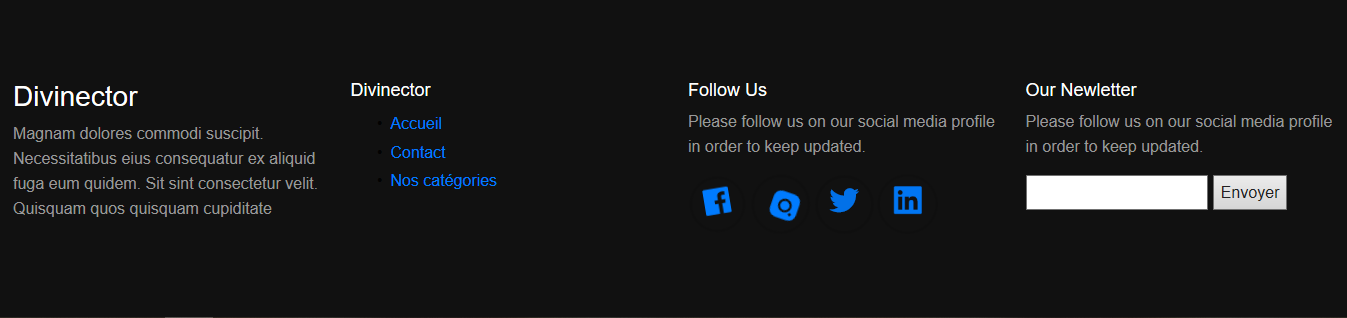 Divinector
Magnam dolores commodi suscipit.
Necessitatibus eius consequatur ex aliquid
fuga eum quidem. Sit sint consectetur velit.
Quisquam quos quisquam cupiditate
Divinector
Accueil
Contact
Nos catégories
Follow Us
Please follow us on our social media profile
in order to keep updated.
Our Newletter
Please follow us on our social media profile
in order to keep updated.
Envoyer